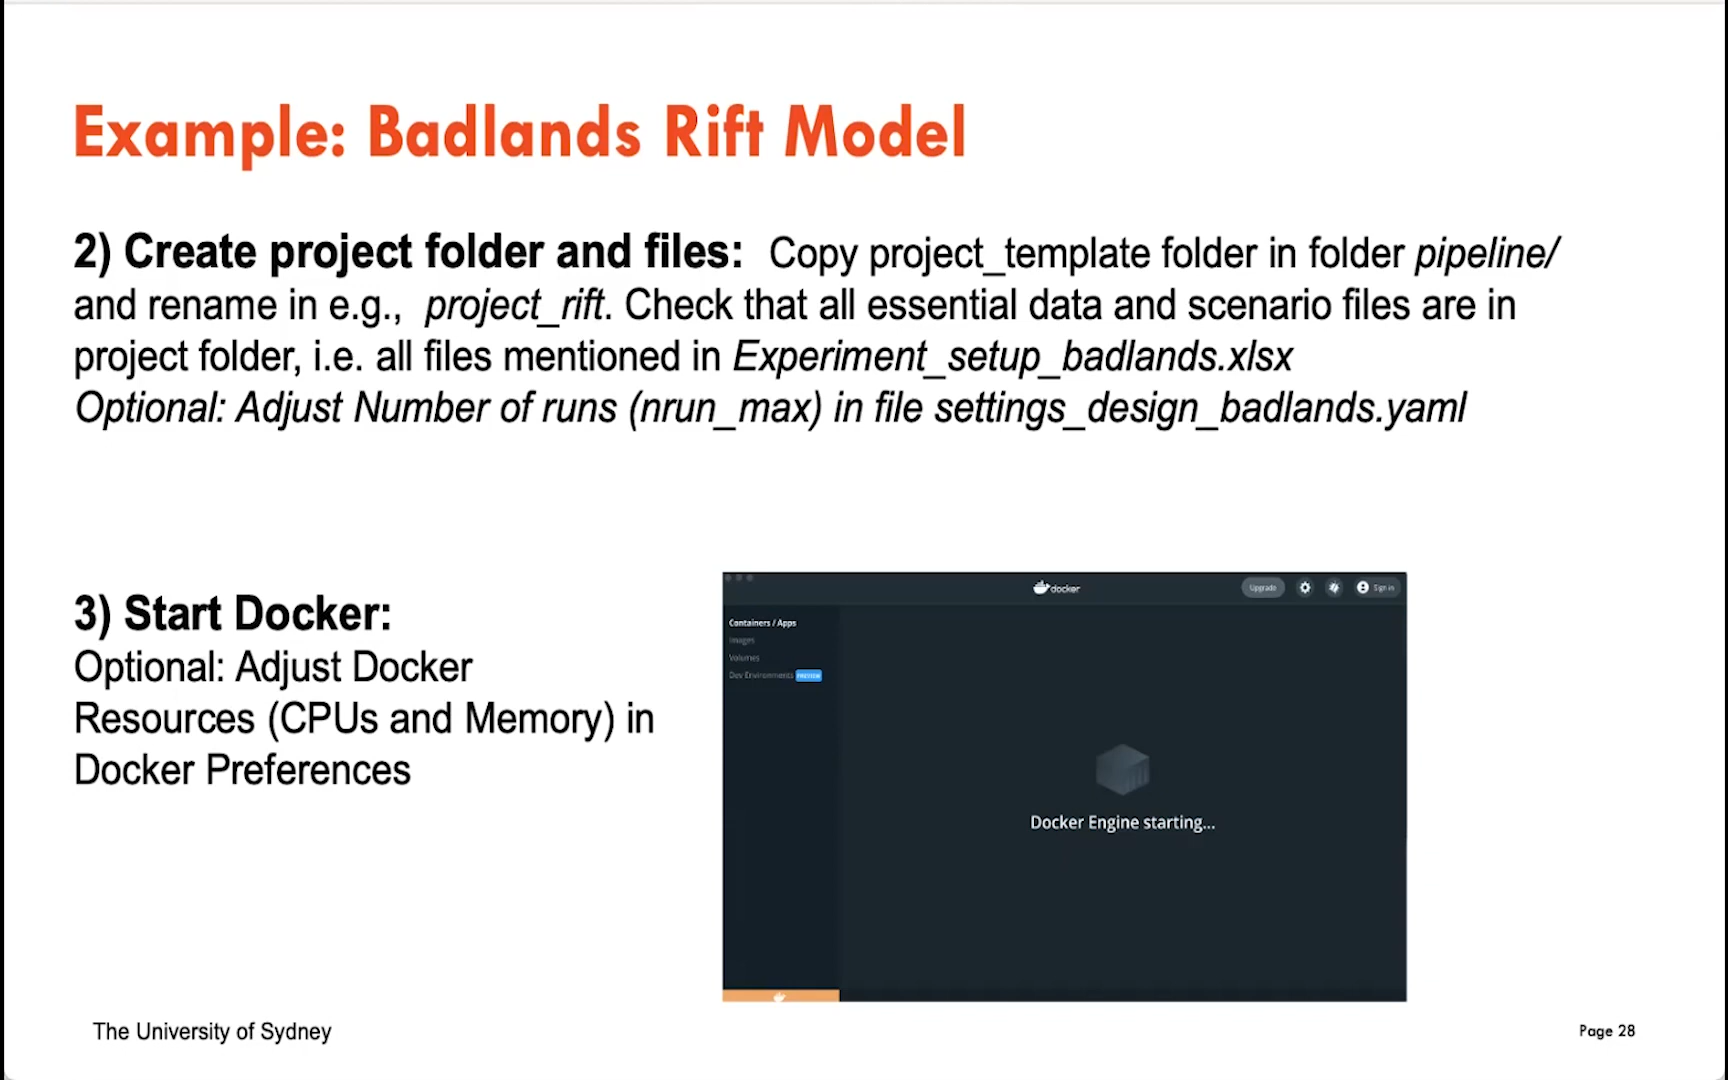 Example: Badlands Rift Model
2) Create project folder and files: Copy project_template folder in folder pipeline/
and rename in e.g., project_rift. Check that all essential data and scenario files are in
project folder, i.e. all files mentioned in Experiment_setup_badlands.xlsx
Optional: Adjust Number of runs (nrun_max) in file settings_design_badlands.yaml
3) Start Docker:
Optional: Adjust Docker
Resources (CPUs and Memory) in
Docker Preferences
docker
Upgrade
Sign in
Containers / Apps
Images
Volumes
Dev Environments PREVIEW
Docker Engine starting...
The University of Sydney
Page 28